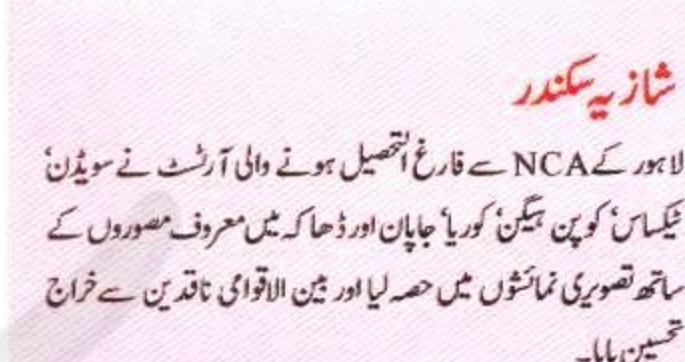 شازیہ سکندر
لاہور کے NCA سے فارغ التحصیل ہونے والی آرٹسٹ نے سویڈن'
ٹیکساس' کوپن ہیگن' کوریا' جاپان اور ڈھاکہ میں معروف مصوروں کے
ساتھ تصویری نمائشوں میں حصہ لیا اور بین الاقوامی ناقدین سے خراج
تحسین پایا۔